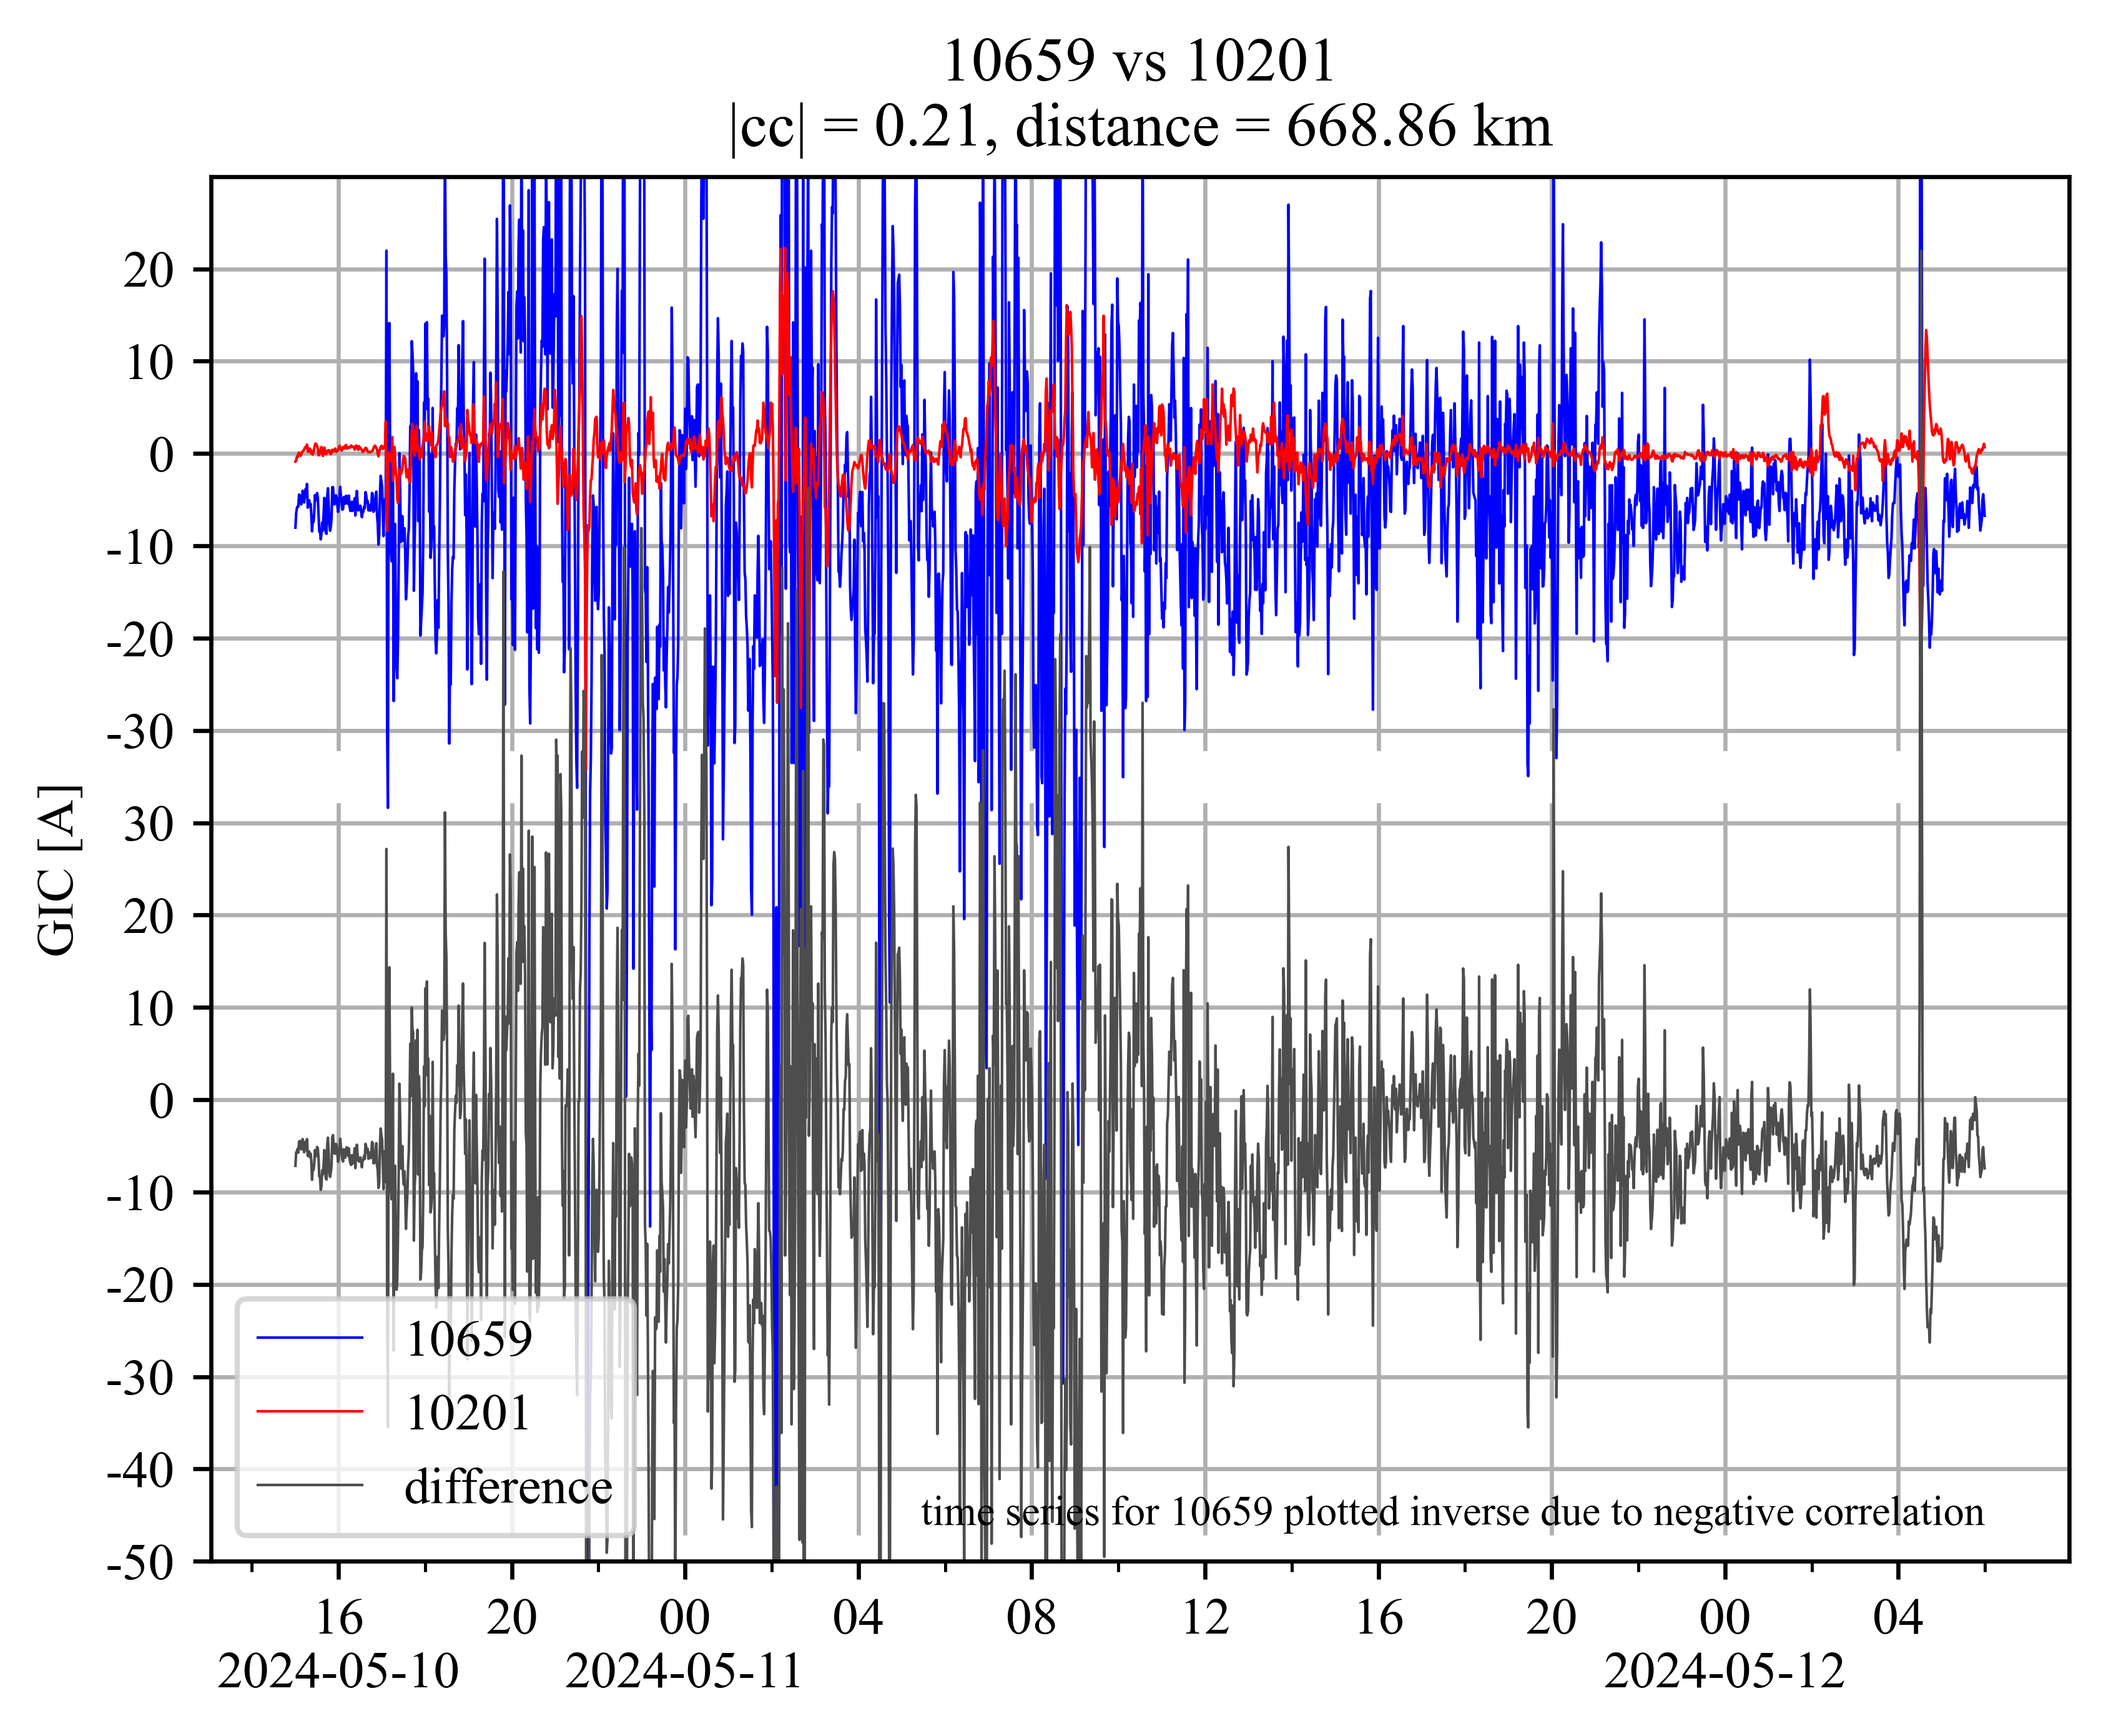 10659 vs 10201
|cc| = 0.21, distance = 668.86 km
GIC [A]
20
10
0
-10
-20
-30
30
20
10
0
-10
-20
-30
-40
-50
10659
10201
difference
time series for 10659 plotted inverse due to negative correlation
16 20 00 04 08 12 16 20 00 04
2024-05-10 2024-05-11 2024-05-12